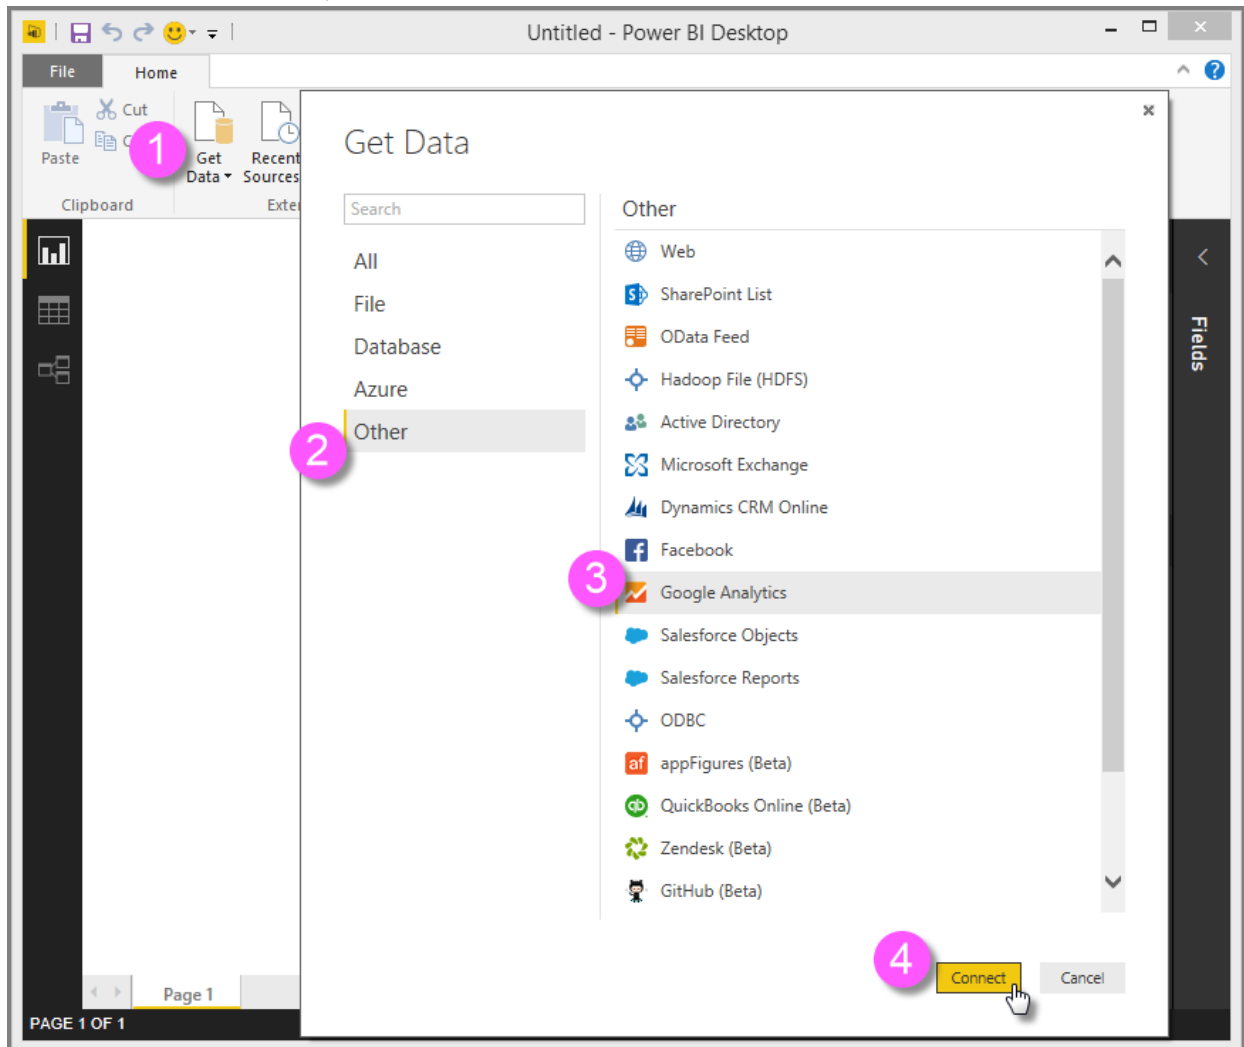 Untitled - Power BI Desktop
File
Home
?
Paste
Cut
1
Get
Data
Recent
Sources
Clipboard
Get Data
Search
All
File
Database
Azure
2
Other
Other
Web
SharePoint List
OData Feed
Hadoop File (HDFS)
Active Directory
Microsoft Exchange
Dynamics CRM Online
Facebook
3
Google Analytics
Salesforce Objects
Salesforce Reports
ODBC
af
appFigures (Beta)
qb
QuickBooks Online (Beta)
Zendesk (Beta)
GitHub (Beta)
4
Connect
Cancel
Fields
Page 1
PAGE 1 OF 1